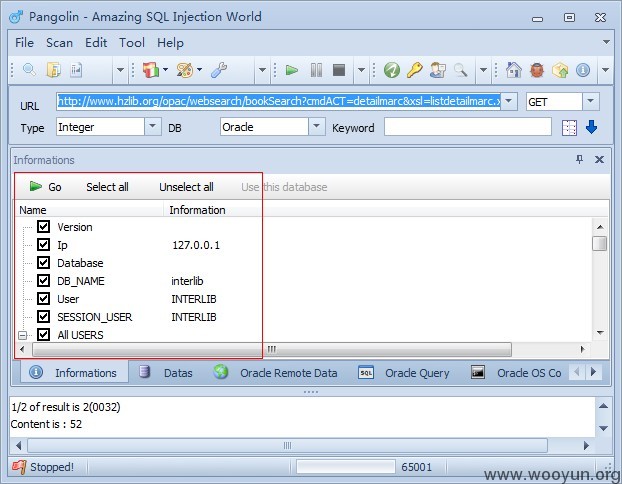 Pangolin - Amazing SQL Injection World
File Scan Edit Tool Help
URL http://www.hzlib.org/opac/websearch/bookSearch?cmdACT=detailmarc&xsl=listdetailmarc.x GET
Type Integer DB Oracle Keyword
Informations
Go Select all Unselect all Use this database
Name Information
Version
Ip 127.0.0.1
Database
DB_NAME interlib
User INTERLIB
SESSION_USER INTERLIB
All USERS
Informations Datas Oracle Remote Data SQL Oracle Query Oracle OS Co
1/2 of result is 2(0032)
Content is : 52
Stopped! 65001
www.wooyun.org